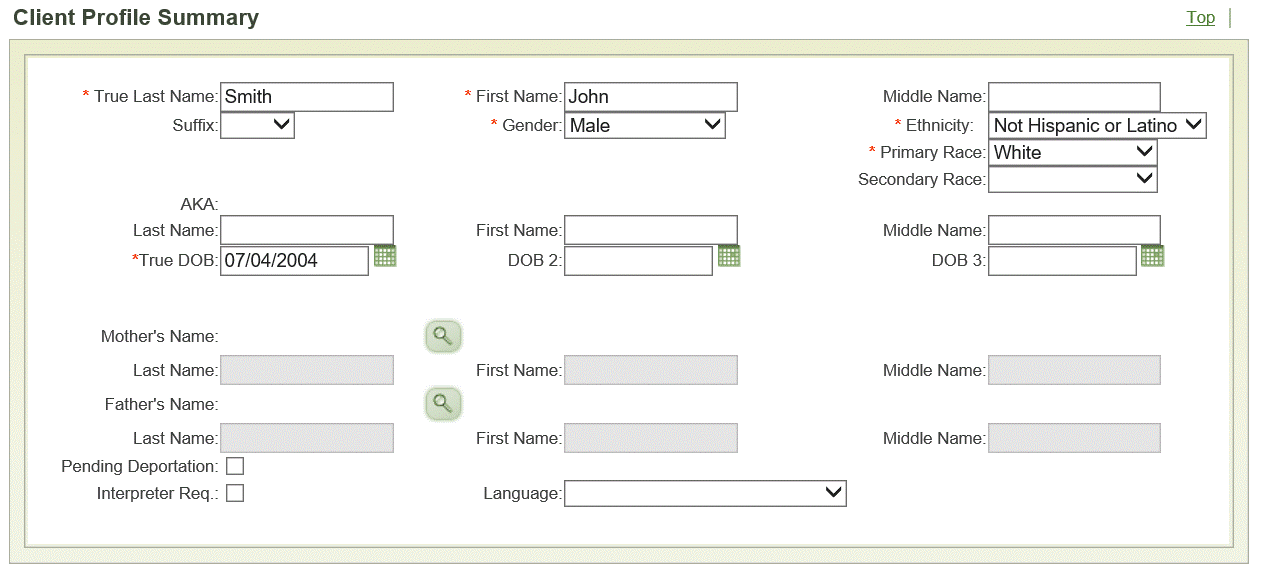 Client Profile Summary Top
* True Last Name: Smith * First Name: John Middle Name:
Suffix: * Gender: Male * Ethnicity: Not Hispanic or Latino
* Primary Race: White
Secondary Race:
AKA:
Last Name: First Name: Middle Name:
*True DOB: 07/04/2004 DOB 2: DOB 3:
Mother's Name:
Last Name: First Name: Middle Name:
Father's Name:
Last Name: First Name: Middle Name:
Pending Deportation:
Interpreter Req.: Language: